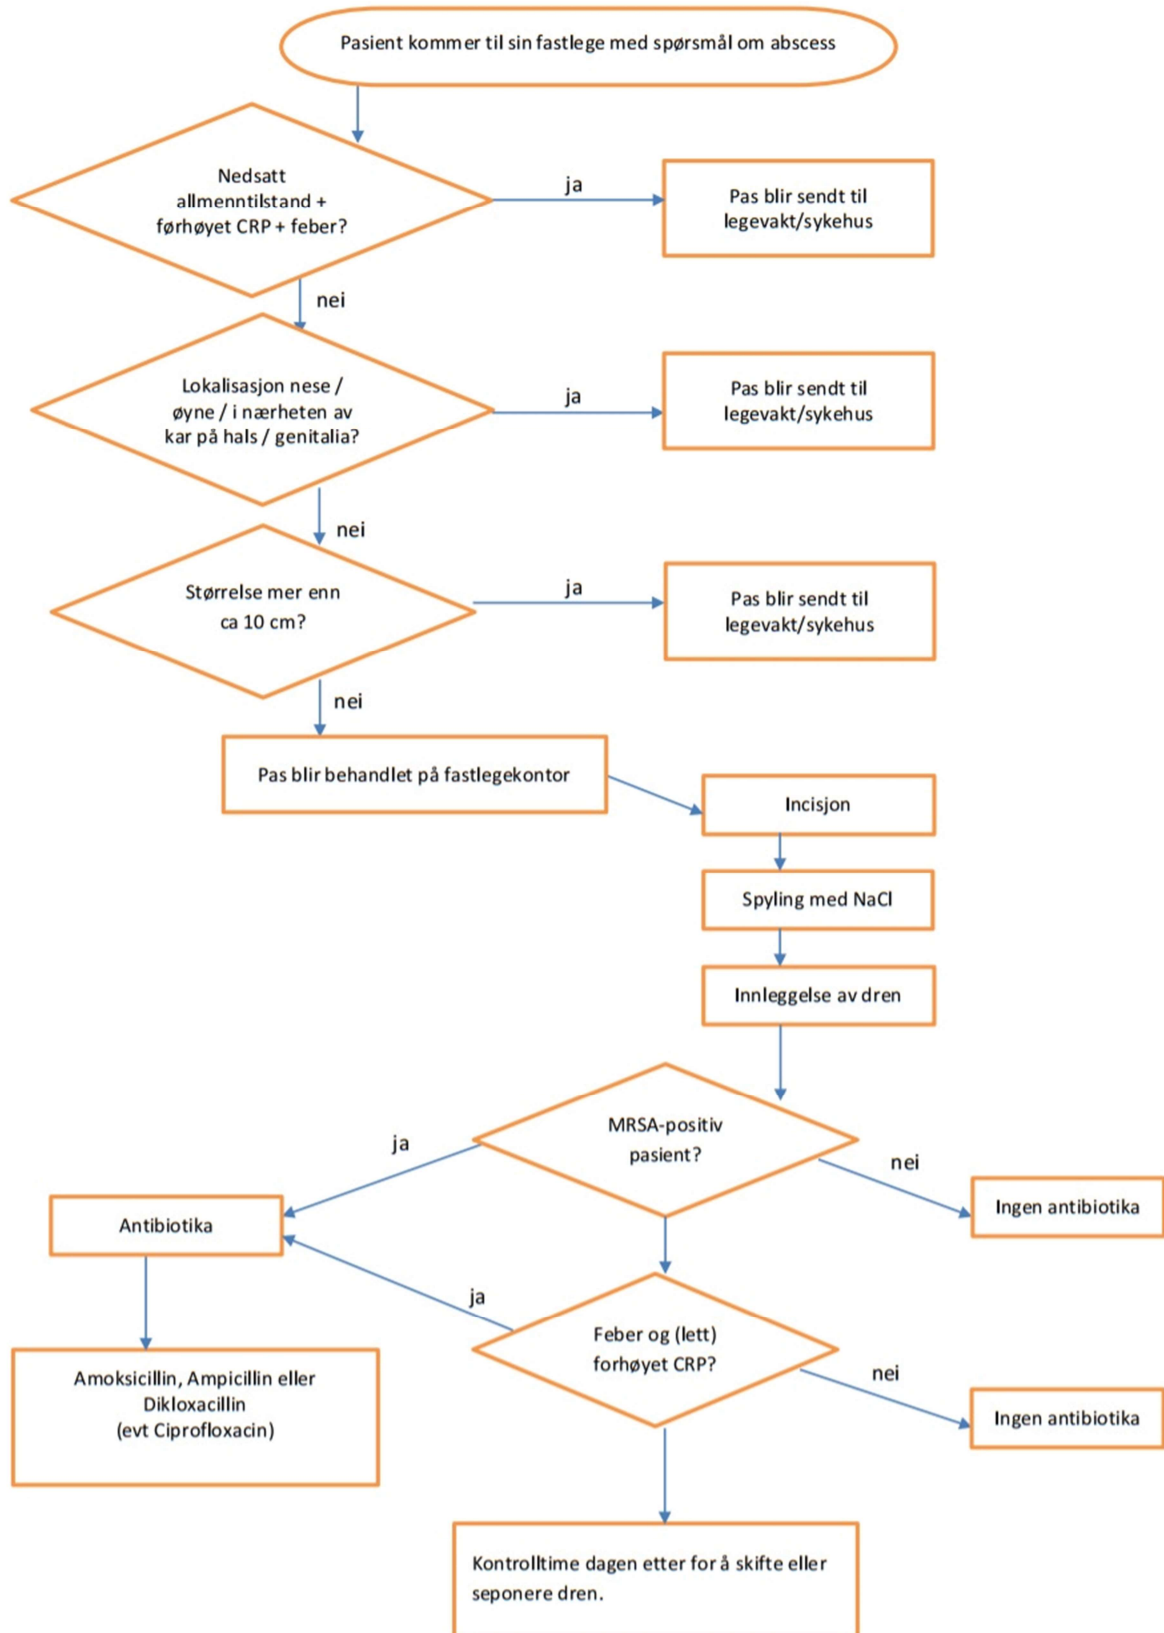 Pasient kommer til sin fastlege med spørsmål om abscess
Nedsatt
allmenntilstand +
førhøyet CRP + feber?
ja
Pas blir sendt til
legevakt/sykehus
nei
Lokalisasjon nese /
øyne / i nærheten av
kar på hals / genitalia?
ja
Pas blir sendt til
legevakt/sykehus
nei
Størrelse mer enn
ca 10 cm?
ja
Pas blir sendt til
legevakt/sykehus
nei
Pas blir behandlet på fastlegekontor
Incisjon
Spyling med NaCl
Innleggelse av dren
MRSA-positiv
pasient?
ja
nei
Antibiotika
Ingen antibiotika
Feber og (lett)
forhøyet CRP?
ja
nei
Amoksicillin, Ampicillin eller
Dikloxacillin
(evt Ciprofloxacin)
Ingen antibiotika
Kontrolltime dagen etter for å skifte eller
seponere dren.